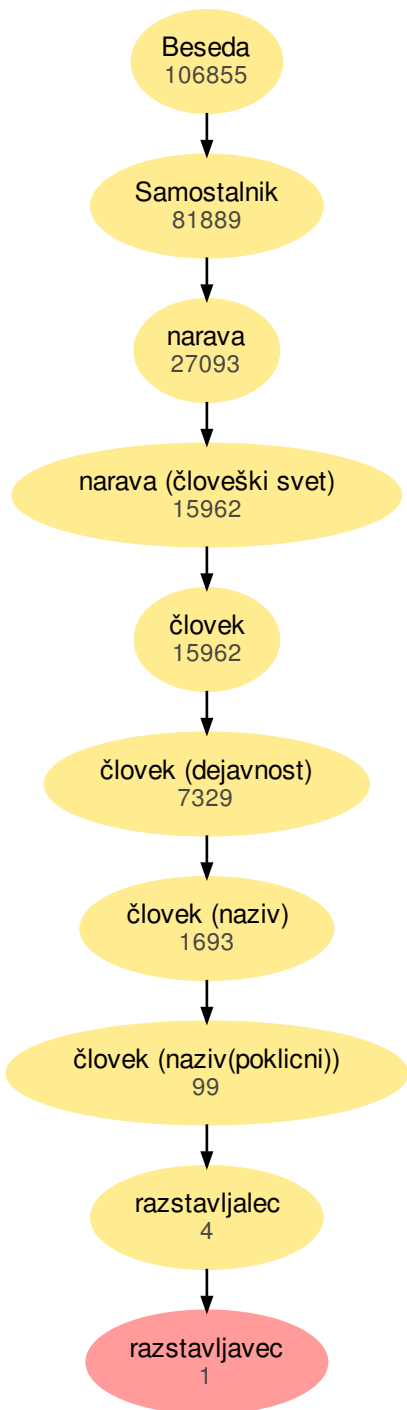 Beseda
106855
Samostalnik
81889
narava
27093
narava (človeški svet)
15962
človek
15962
človek (dejavnost)
7329
človek (naziv)
1693
človek (naziv(poklicni))
99
razstavljalec
4
razstavljavec
1